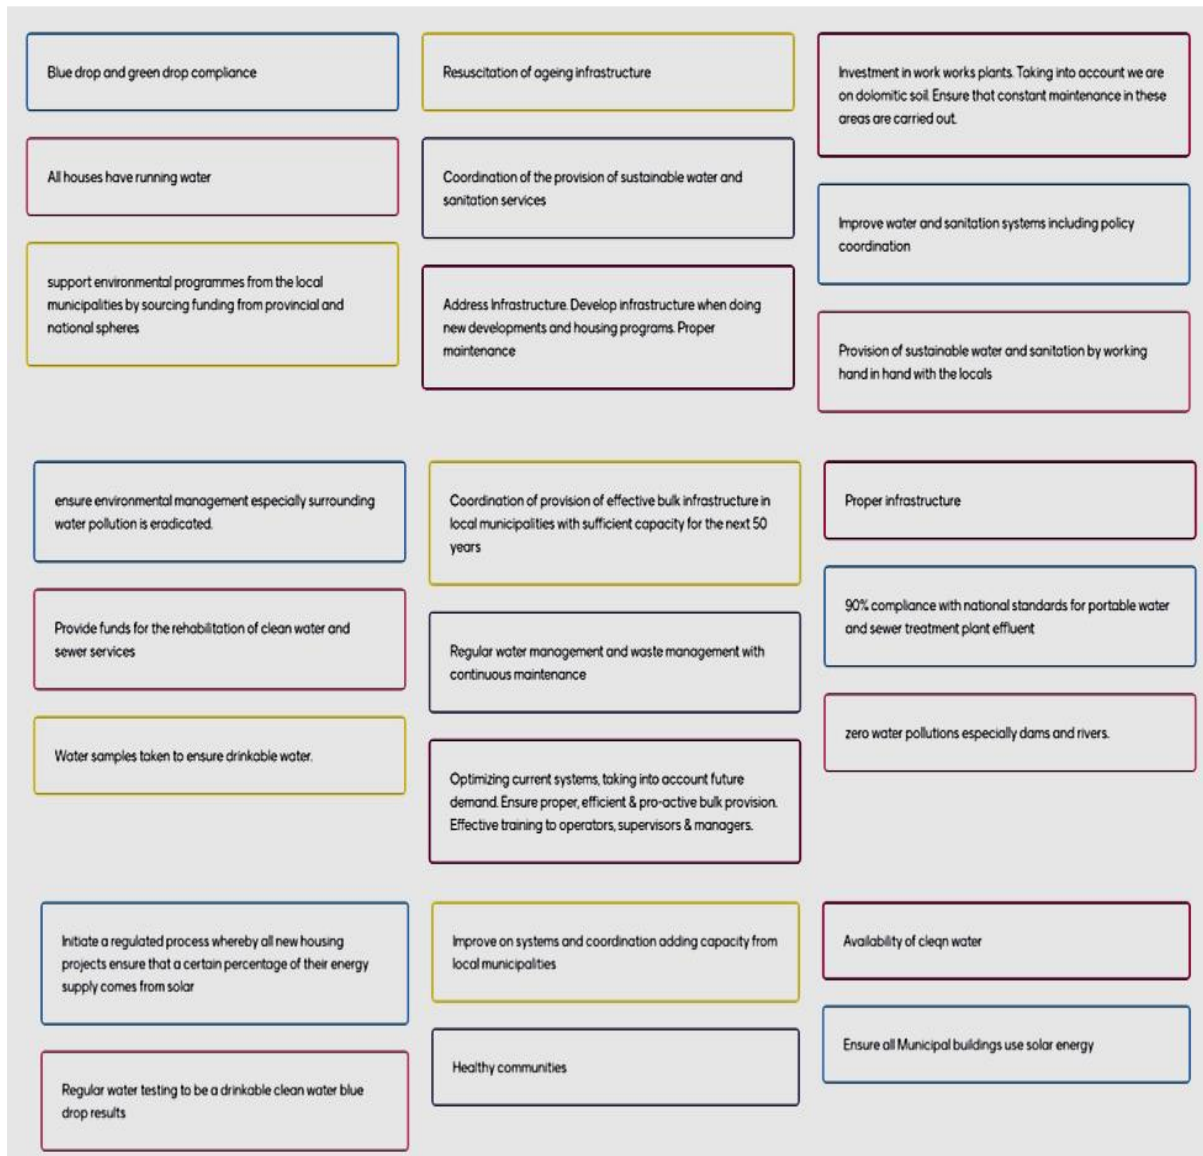 Blue drop and green drop compliance
All houses have running water
support environmental programmes from the local
municipalities by sourcing funding from provincial and
national spheres
Resuscitation of ageing infrastructure
Coordination of the provision of sustainable water and
sanitation services
Address Infrastructure. Develop infrastructure when doing
new developments and housing programs. Proper
maintenance
Investment in work works plants. Taking into account we are
on dolomitic soil. Ensure that constant maintenance in these
areas are carried out.
Improve water and sanitation systems including policy
coordination
Provision of sustainable water and sanitation by working
hand in hand with the locals
ensure environmental management especially surrounding
water pollution is eradicated.
Provide funds for the rehabilitation of clean water and
sewer services
Water samples taken to ensure drinkable water.
Coordination of provision of effective bulk infrastructure in
local municipalities with sufficient capacity for the next 50
years
Regular water management and waste management with
continuous maintenance
Optimizing current systems, taking into account future
demand. Ensure proper, efficient & pro-active bulk provision.
Effective training to operators, supervisors & managers.
Proper infrastructure
90% compliance with national standards for portable water
and sewer treatment plant effluent
zero water pollutions especially dams and rivers.
Initiate a regulated process whereby all new housing
projects ensure that a certain percentage of their energy
supply comes from solar
Regular water testing to be a drinkable clean water blue
drop results
Improve on systems and coordination adding capacity from
local municipalities
Healthy communities
Availability of cleqn water
Ensure all Municipal buildings use solar energy